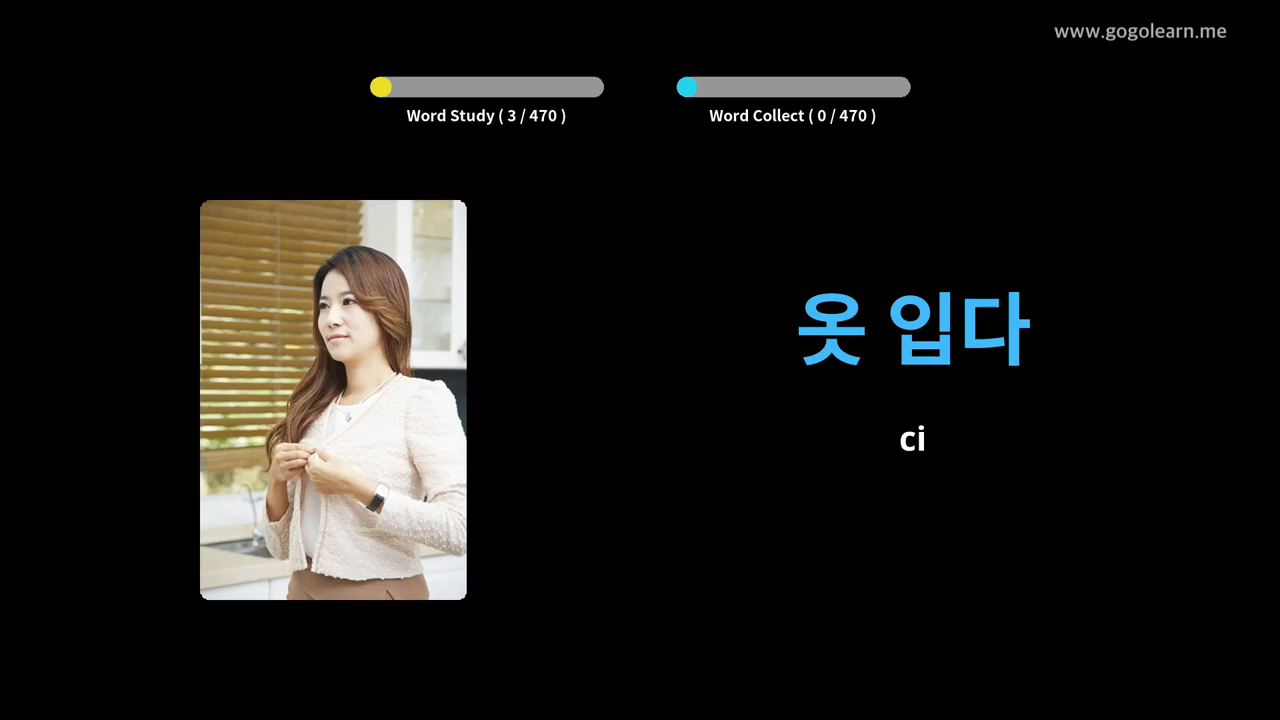 www.gogolearn.me
Word Study ( 3 / 470 )
Word Collect ( 0 / 470 )
옷 입다
ci